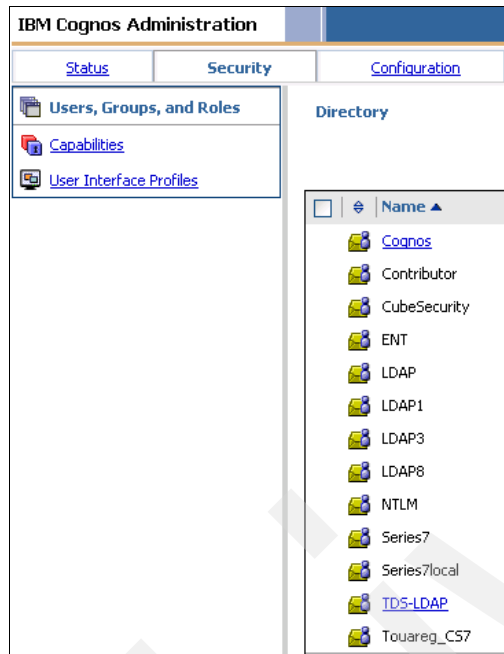 IBM Cognos Administration
Status Security Configuration
Users, Groups, and Roles
Capabilities
User Interface Profiles
Directory
Name
Cognos
Contributor
CubeSecurity
ENT
LDAP
LDAP1
LDAP3
LDAP8
NTLM
Series7
Series7local
TDS-LDAP
Touareg_CS7